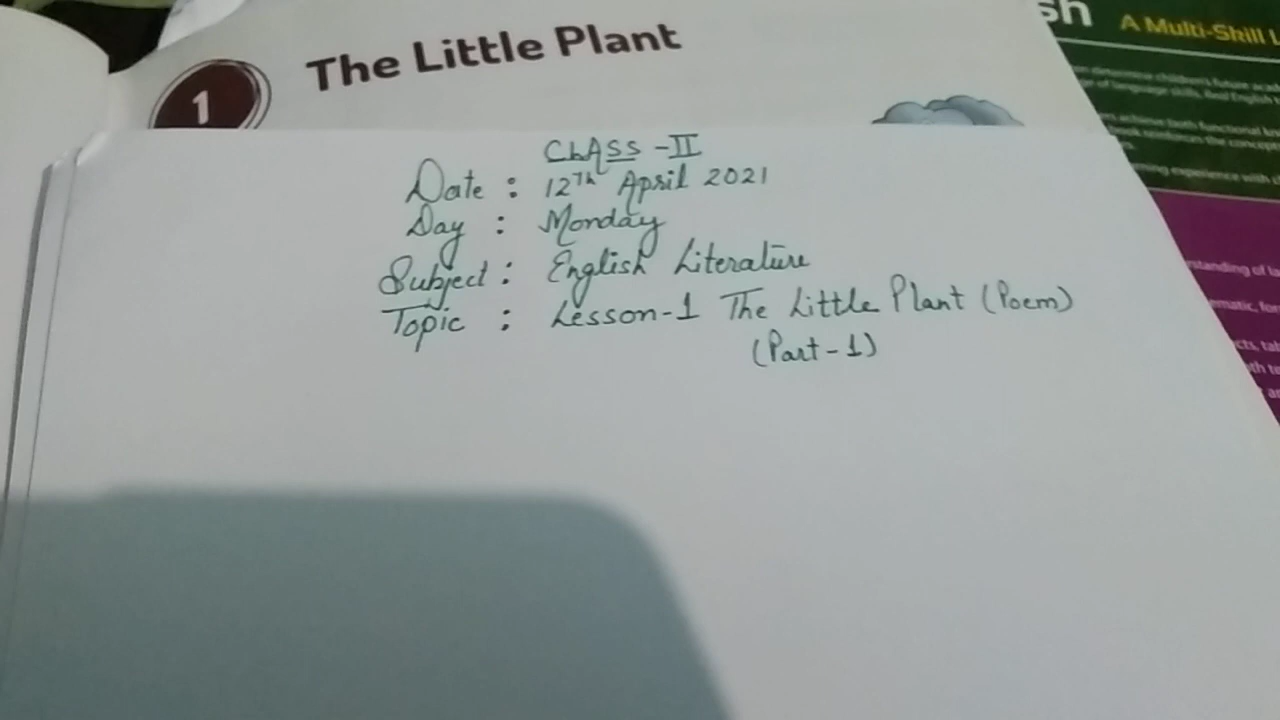 1 The Little Plant
sh
A Multi-Skill
CLASS - II
Date : 12Th April 2021
Day : Monday
Subject : English Literature
Topic : Lesson-1 The Little Plant (Poem)
(Part-1)